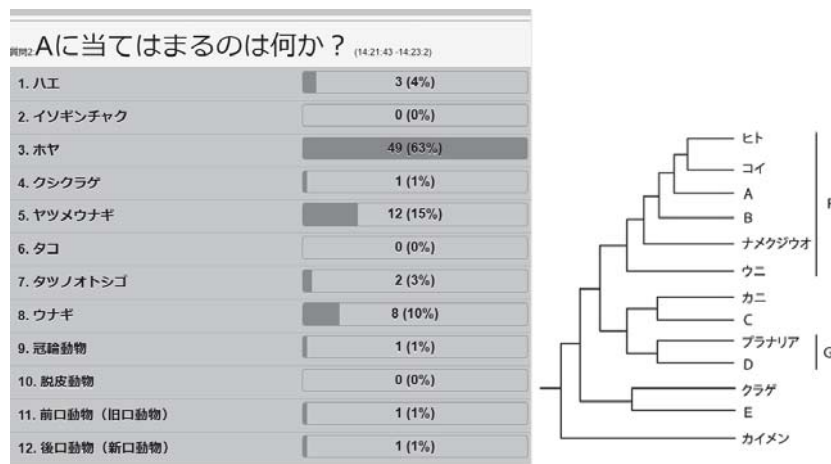 質問2:Aに当てはまるのは何か？ (14:21:43 -14:23:2)
1. ハエ 3 (4%)
2. イソギンチャク 0 (0%)
3. ホヤ 49 (63%)
4. クシクラゲ 1 (1%)
5. ヤツメウナギ 12 (15%)
6. タコ 0 (0%)
7. タツノオトシゴ 2 (3%)
8. ウナギ 8 (10%)
9. 冠輪動物 1 (1%)
10. 脱皮動物 0 (0%)
11. 前口動物（旧口動物） 1 (1%)
12. 後口動物（新口動物） 1 (1%)
ヒト
コイ
A
B
ナメクジウオ
ウニ
カニ
C
プラナリア
G
D
クラゲ
E
カイメン